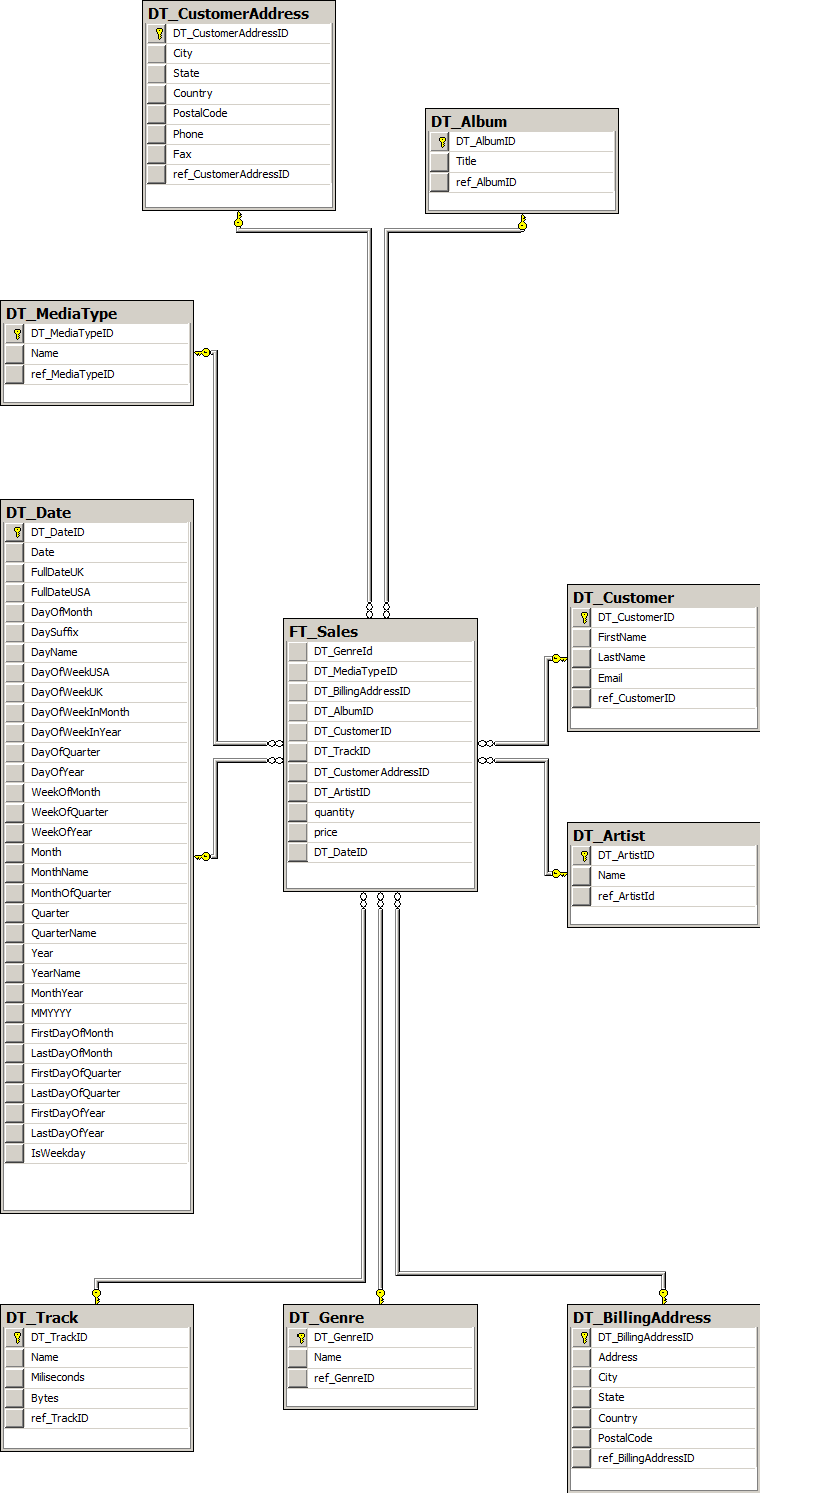 DT_CustomerAddress
DT_CustomerAddressID
City
State
Country
PostalCode
Phone
Fax
ref_CustomerAddressID
DT_Album
DT_AlbumID
Title
ref_AlbumID
DT_MediaType
DT_MediaTypeID
Name
ref_MediaTypeID
DT_Date
DT_DateID
Date
FullDateUK
FullDateUSA
DayOfMonth
DaySuffix
DayName
DayOfWeekUSA
DayOfWeekUK
DayOfWeekInMonth
DayOfWeekInYear
DayOfQuarter
DayOfYear
WeekOfMonth
WeekOfQuarter
WeekOfYear
Month
MonthName
MonthOfQuarter
Quarter
QuarterName
Year
YearName
MonthYear
MMYYYY
FirstDayOfMonth
LastDayOfMonth
FirstDayOfQuarter
LastDayOfQuarter
FirstDayOfYear
LastDayOfYear
IsWeekday
FT_Sales
DT_GenreId
DT_MediaTypeID
DT_BillingAddressID
DT_AlbumID
DT_CustomerID
DT_TrackID
DT_CustomerAddressID
DT_ArtistID
quantity
price
DT_DateID
DT_Customer
DT_CustomerID
FirstName
LastName
Email
ref_CustomerID
DT_Artist
DT_ArtistID
Name
ref_ArtistId
DT_Track
DT_TrackID
Name
Miliseconds
Bytes
ref_TrackID
DT_Genre
DT_GenreID
Name
ref_GenreID
DT_BillingAddress
DT_BillingAddressID
Address
City
State
Country
PostalCode
ref_BillingAddressID